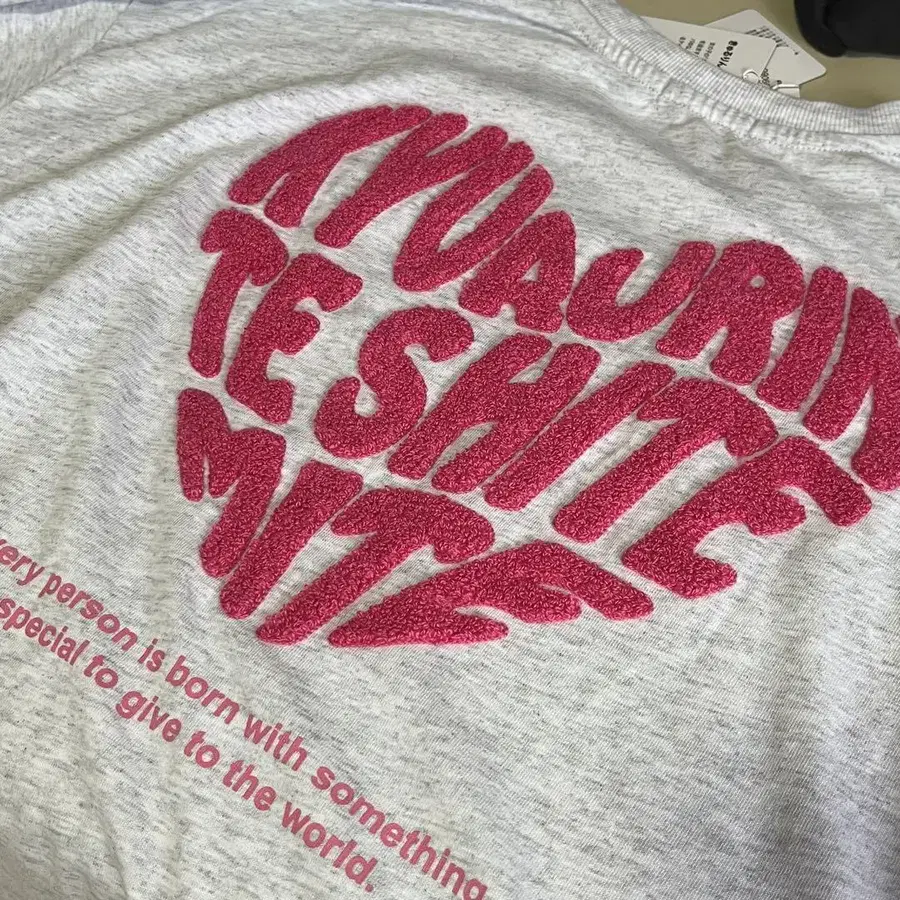 KYUAURIN
TE SHITE
MITE
very person is born with something
special to give to the world.